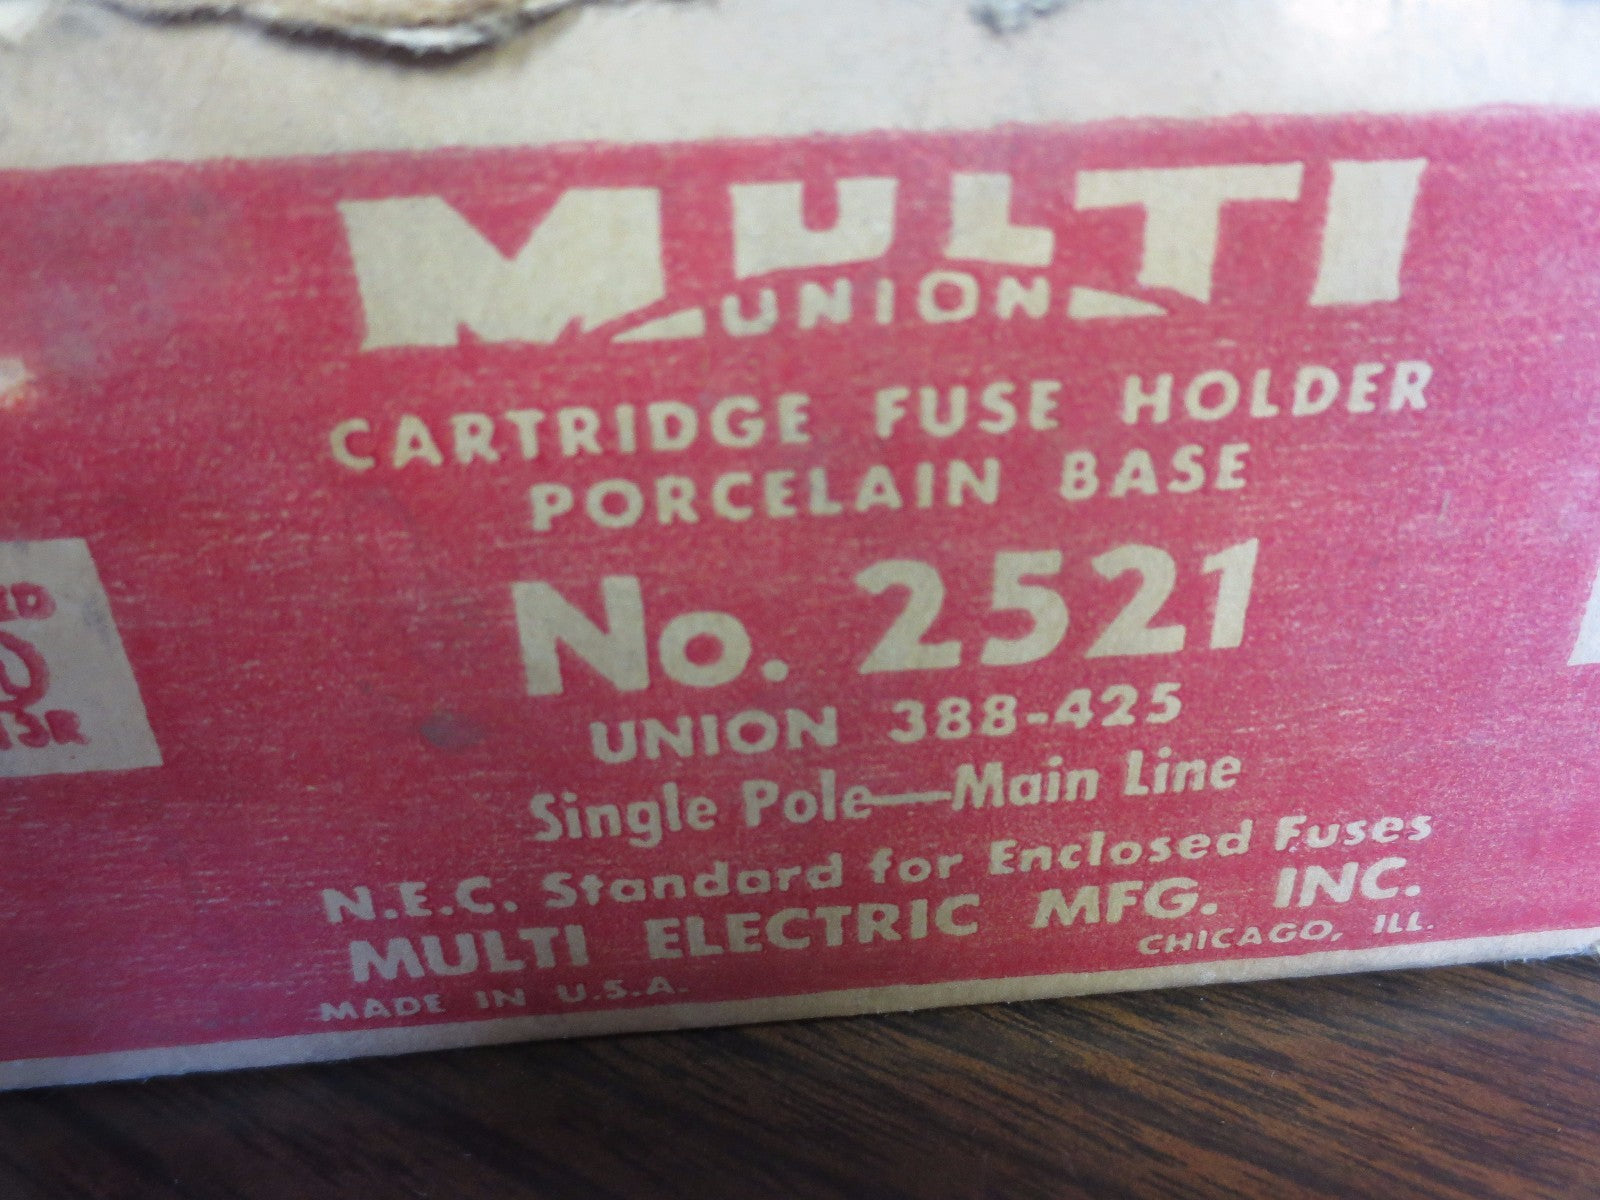 MULTI
UNION
CARTRIDGE FUSE HOLDER
PORCELAIN BASE
No. 2521
UNION 388-425
Single Pole—Main Line
N.E.C. Standard for Enclosed Fuses
MULTI ELECTRIC MFG. INC.
MADE IN U.S.A.
CHICAGO, ILL.